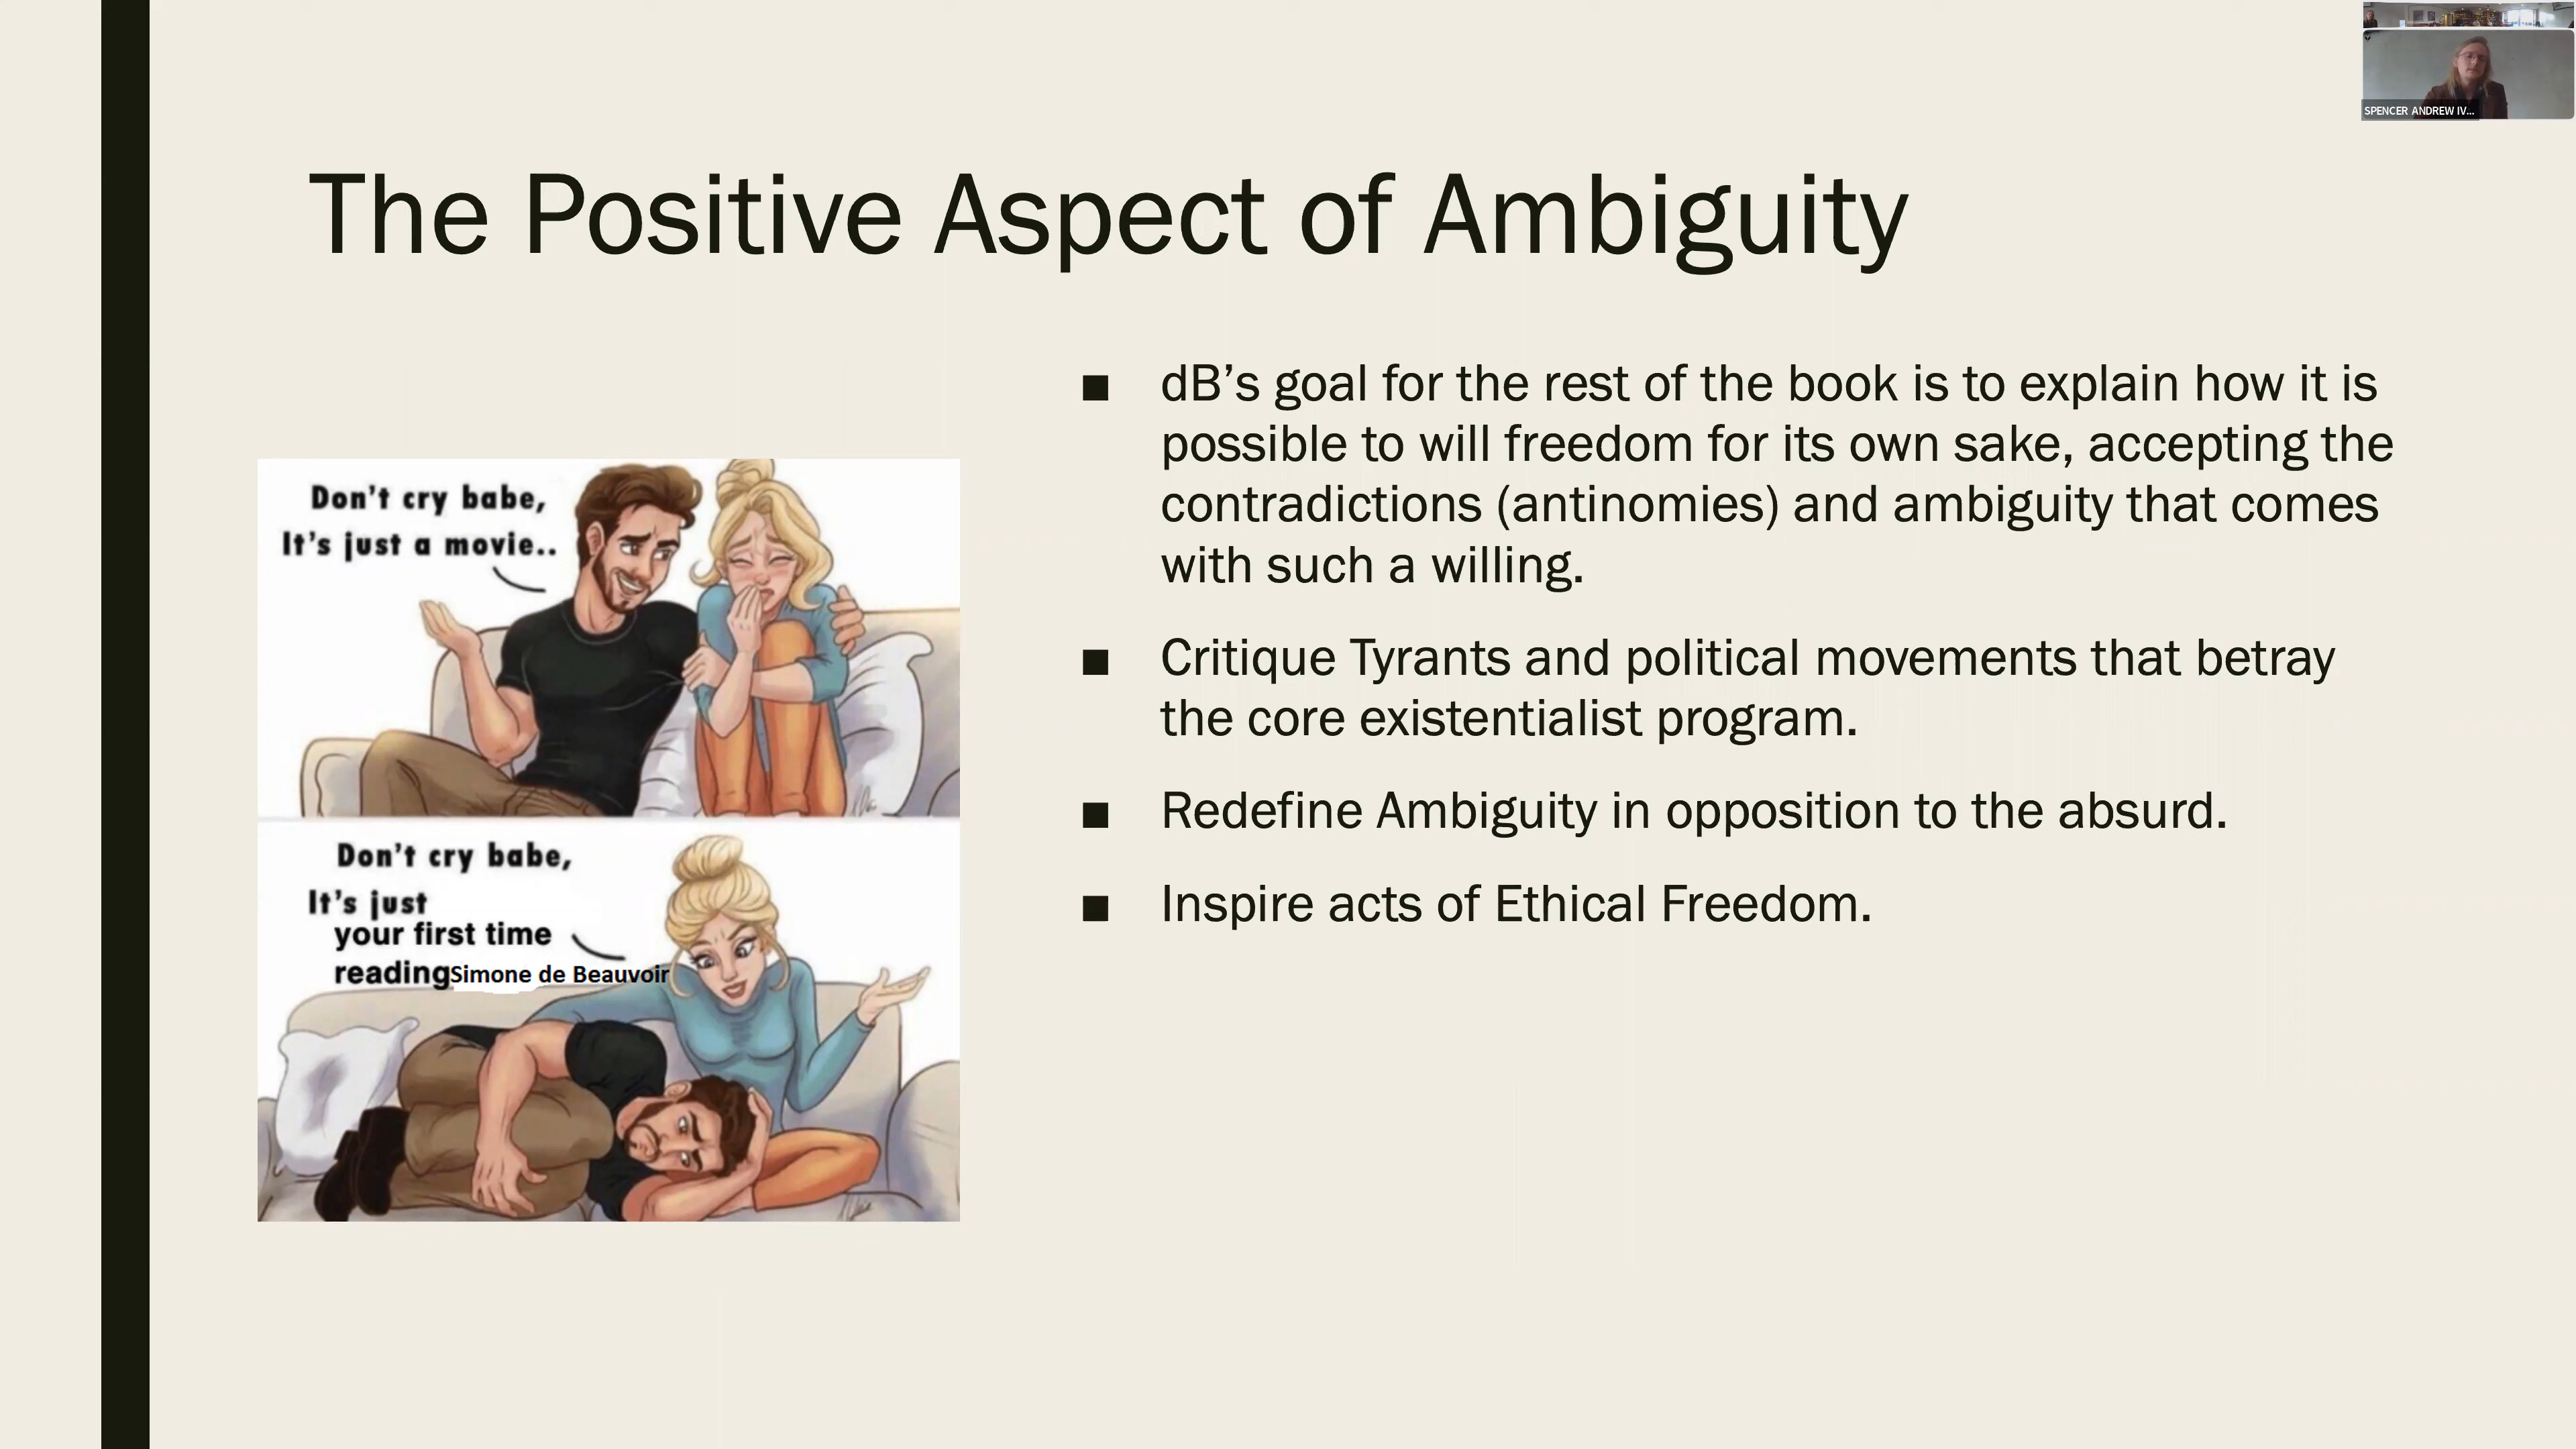 SPENCER ANDREW IV...
The Positive Aspect of Ambiguity
Don't cry babe,
It's just a movie..
Don't cry babe,
It's just
your first time
reading Simone de Beauvoir
■ dB’s goal for the rest of the book is to explain how it is
possible to will freedom for its own sake, accepting the
contradictions (antinomies) and ambiguity that comes
with such a willing.
■ Critique Tyrants and political movements that betray
the core existentialist program.
■ Redefine Ambiguity in opposition to the absurd.
■ Inspire acts of Ethical Freedom.